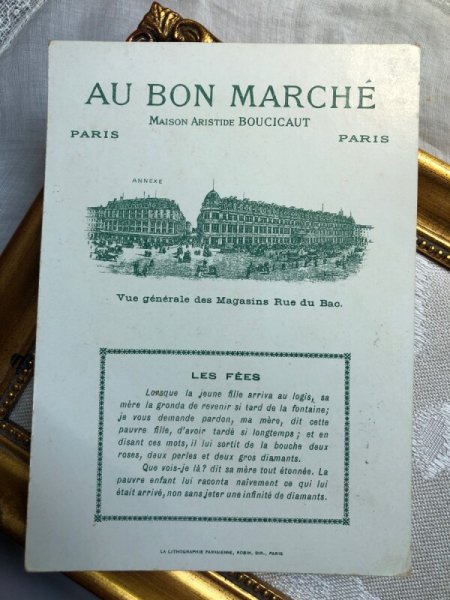 AU BON MARCHÉ
MAISON ARISTIDE BOUCICAUT
PARIS PARIS
ANNEXE
Vue générale des Magasins Rue du Bac.
LES FÉES
Lorsque la jeune fille arriva au logis, sa
mère la gronda de revenir si tard de la fontaine;
je vous demande pardon, ma mère, dit cette
pauvre fille, d'avoir tardé si longtemps; et en
disant ces mots, il lui sortit de la bouche deux
roses, deux perles et deux gros diamants.
Que vois-je là? dit sa mère tout étonnée. La
pauvre enfant lui raconta naïvement ce qui lui
était arrivé, non sans jeter une infinité de diamants.
LA LITHOGRAPHIE PARISIENNE, ROBIN, DIR., PARIS.